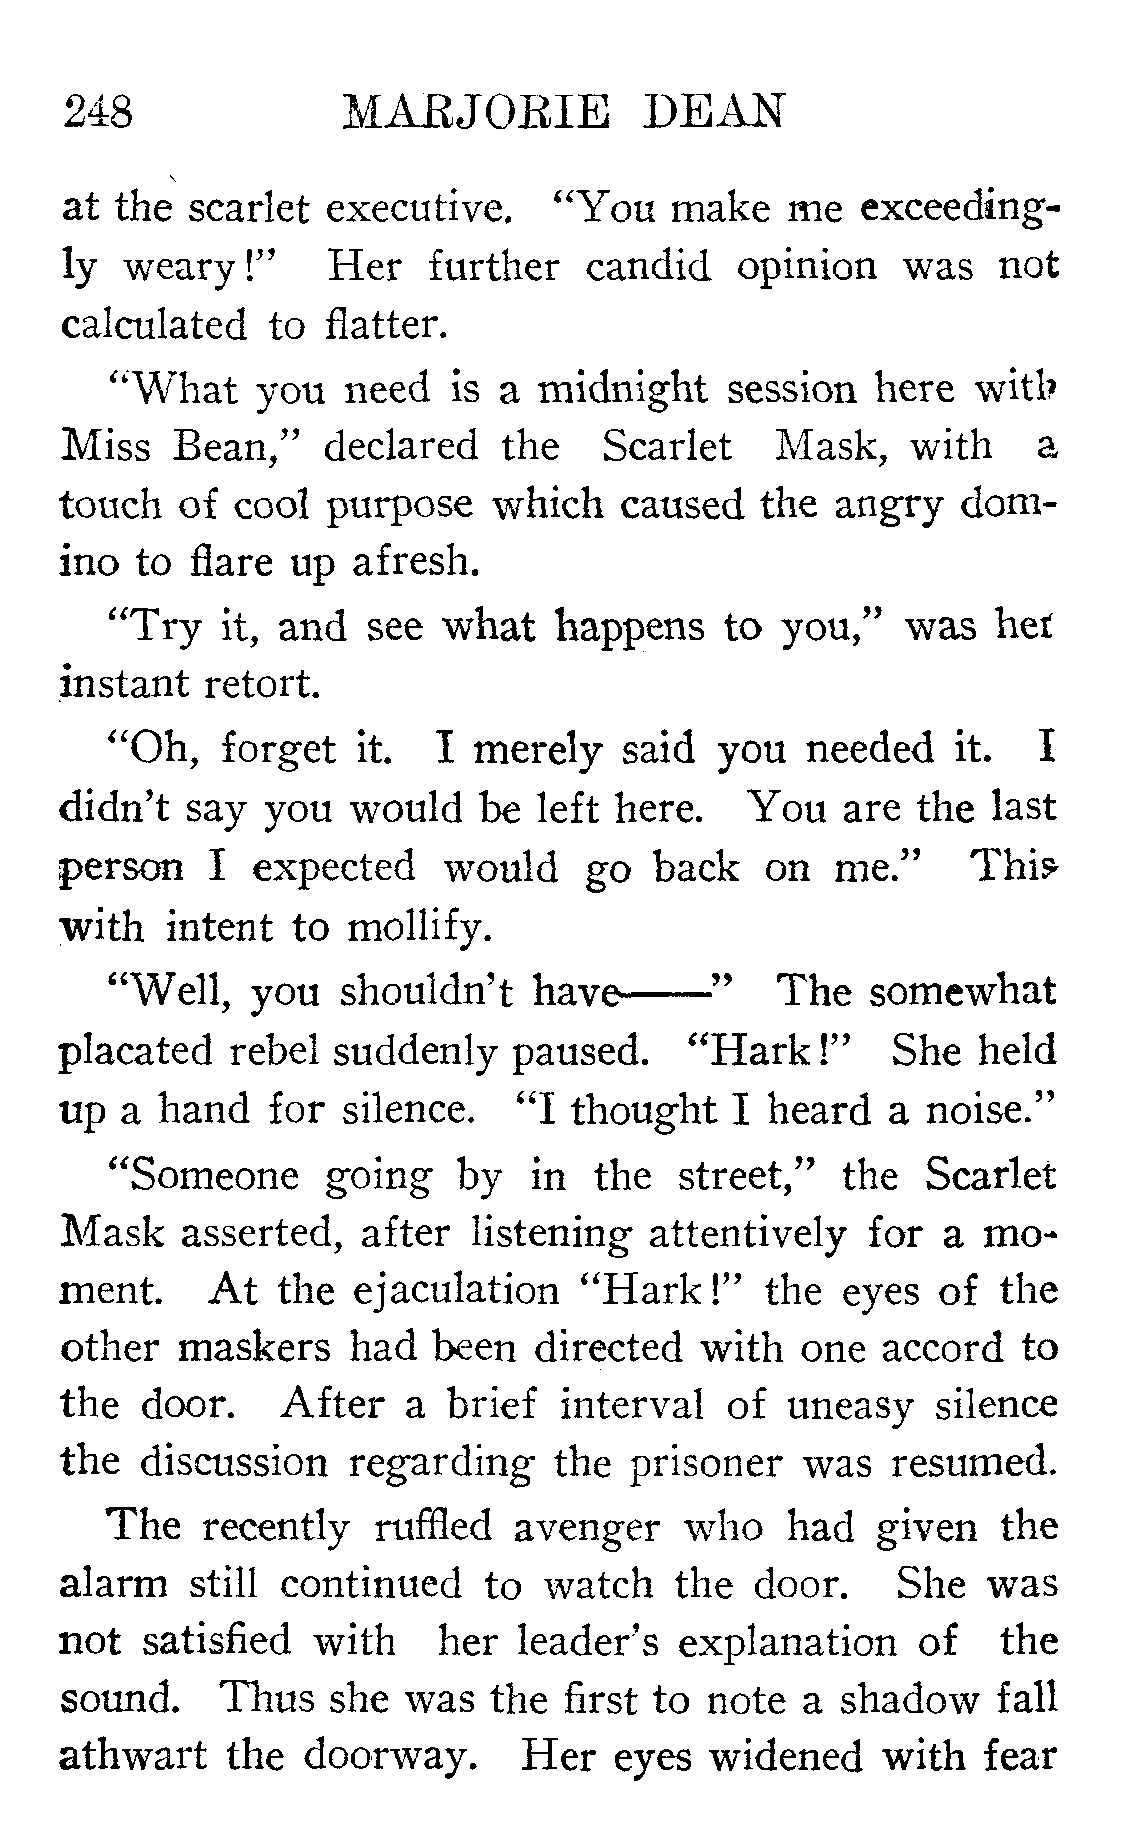 248 MARJORIE DEAN
at the scarlet executive. “You make me exceeding-
ly weary!” Her further candid opinion was not
calculated to flatter.
“What you need is a midnight session here with
Miss Bean,” declared the Scarlet Mask, with a
touch of cool purpose which caused the angry dom-
ino to flare up afresh.
“Try it, and see what happens to you,” was her
instant retort.
“Oh, forget it. I merely said you needed it. I
didn’t say you would be left here. You are the last
person I expected would go back on me.” This
with intent to mollify.
“Well, you shouldn’t have——” The somewhat
placated rebel suddenly paused. “Hark!” She held
up a hand for silence. “I thought I heard a noise.”
“Someone going by in the street,” the Scarlet
Mask asserted, after listening attentively for a mo-
ment. At the ejaculation “Hark!” the eyes of the
other maskers had been directed with one accord to
the door. After a brief interval of uneasy silence
the discussion regarding the prisoner was resumed.
The recently ruffled avenger who had given the
alarm still continued to watch the door. She was
not satisfied with her leader’s explanation of the
sound. Thus she was the first to note a shadow fall
athwart the doorway. Her eyes widened with fear